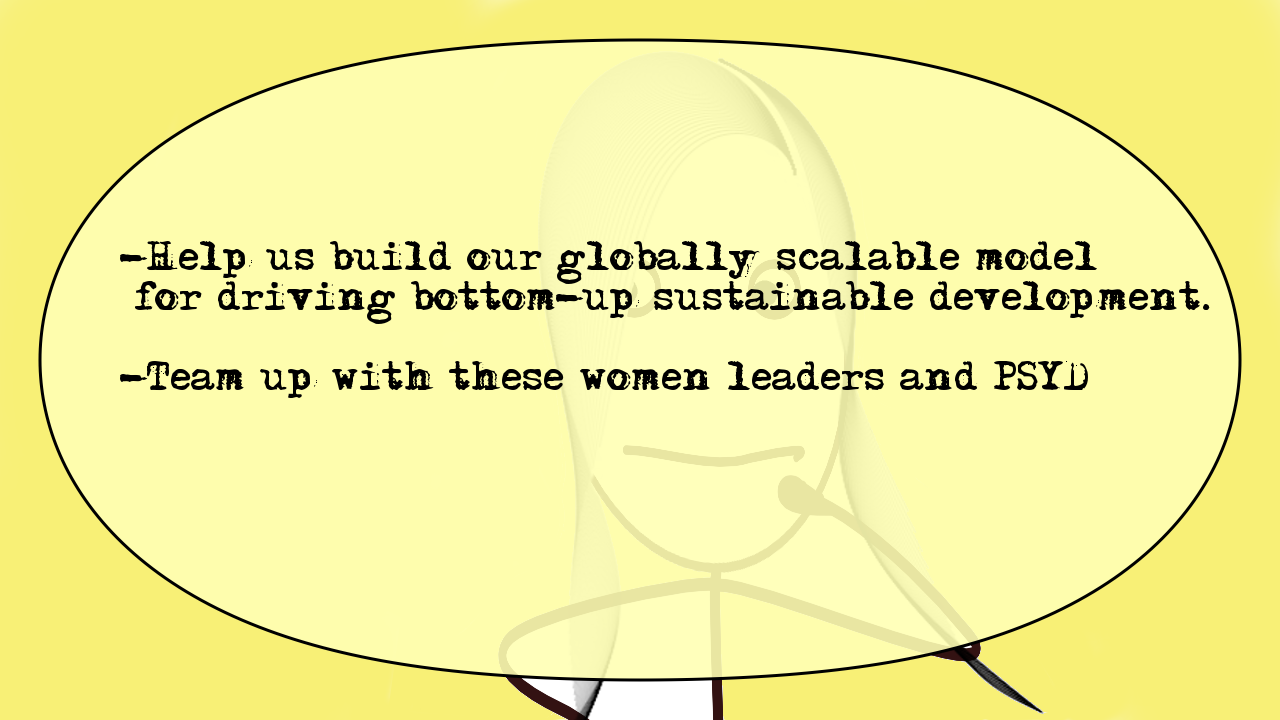 -Help us build our globally scalable model
for driving bottom-up sustainable development.
-Team up with these women leaders and PSYD